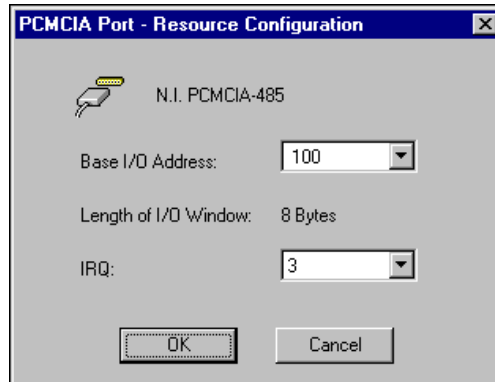 PCMCIA Port - Resource Configuration
N.I. PCMCIA-485
Base I/O Address: 100
Length of I/O Window: 8 Bytes
IRQ: 3
OK Cancel